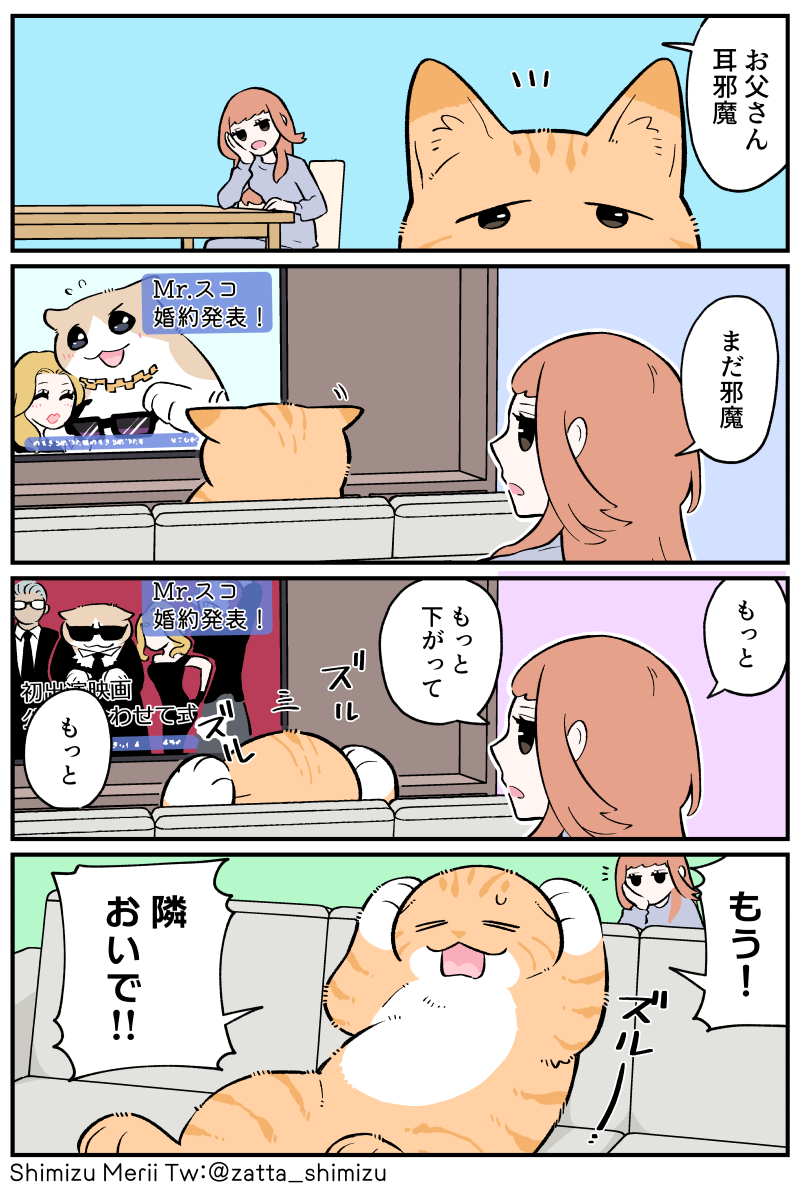 お父さん
耳邪魔
まだ邪魔
Mr.スコ
婚約発表！
もっと
もっと
下がって
Mr.スコ
婚約発表！
初出演映画
わせて式
ズル
ズル
もっと
もう！
隣
おいで!!
ズル
Shimizu Merii Tw:@zatta_shimizu